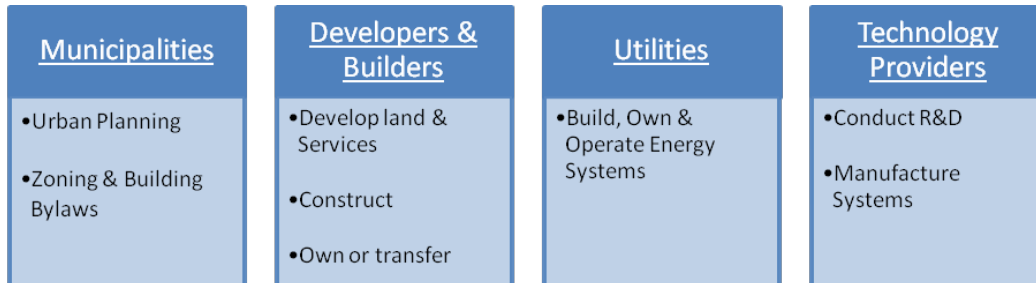 Municipalities
•Urban Planning
•Zoning & Building
Bylaws
Developers &
Builders
•Develop land &
Services
•Construct
•Own or transfer
Utilities
•Build, Own &
Operate Energy
Systems
Technology
Providers
•Conduct R&D
•Manufacture
Systems